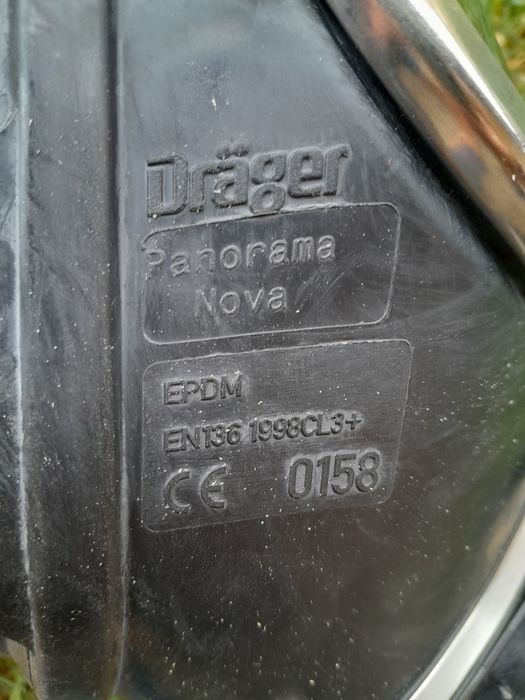 Dräger
Panorama
Nova
EPDM
EN136 1998CL3+
CE 0158